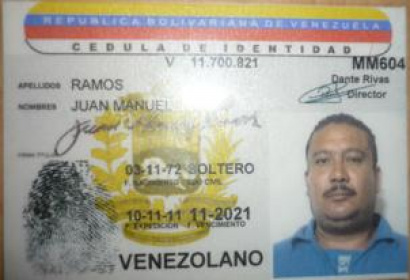 REPUBLICA BOLIVARIANA DE VENEZUELA
CEDULA DE IDENTIDAD
V 11.700.821 MM604
Dante Rivas
Director
APELLIDOS RAMOS
NOMBRES JUAN MANUEL
03-11-72 SOLTERO
F. NACIMIENTO EDO CIVIL
10-11-11 11-2021
F. EXPEDICION F. VENCIMIENTO
VENEZOLANO